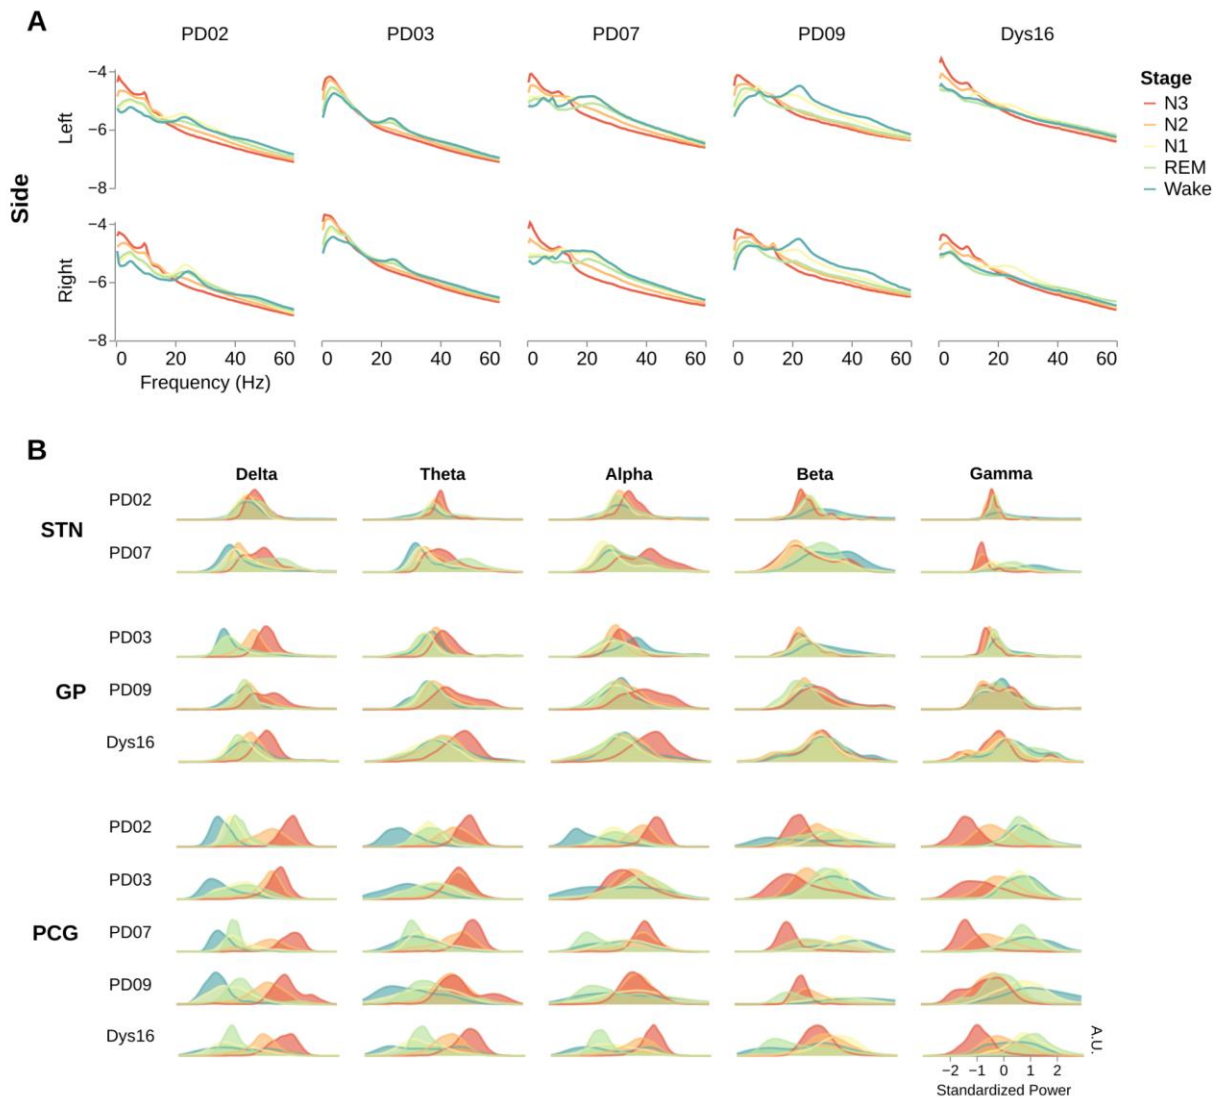 A
PD02 PD03 PD07 PD09 Dys16
Side
Left
−4
−6
−8
Right
−4
−6
−8
0 20 40 60 0 20 40 60 0 20 40 60 0 20 40 60 0 20 40 60
Frequency (Hz)
Stage
N3
N2
N1
REM
Wake
B
Delta Theta Alpha Beta Gamma
STN
PD02
PD07
GP
PD03
PD09
Dys16
PCG
PD02
PD03
PD07
PD09
Dys16
A.U.
−2 −1 0 1 2
Standardized Power